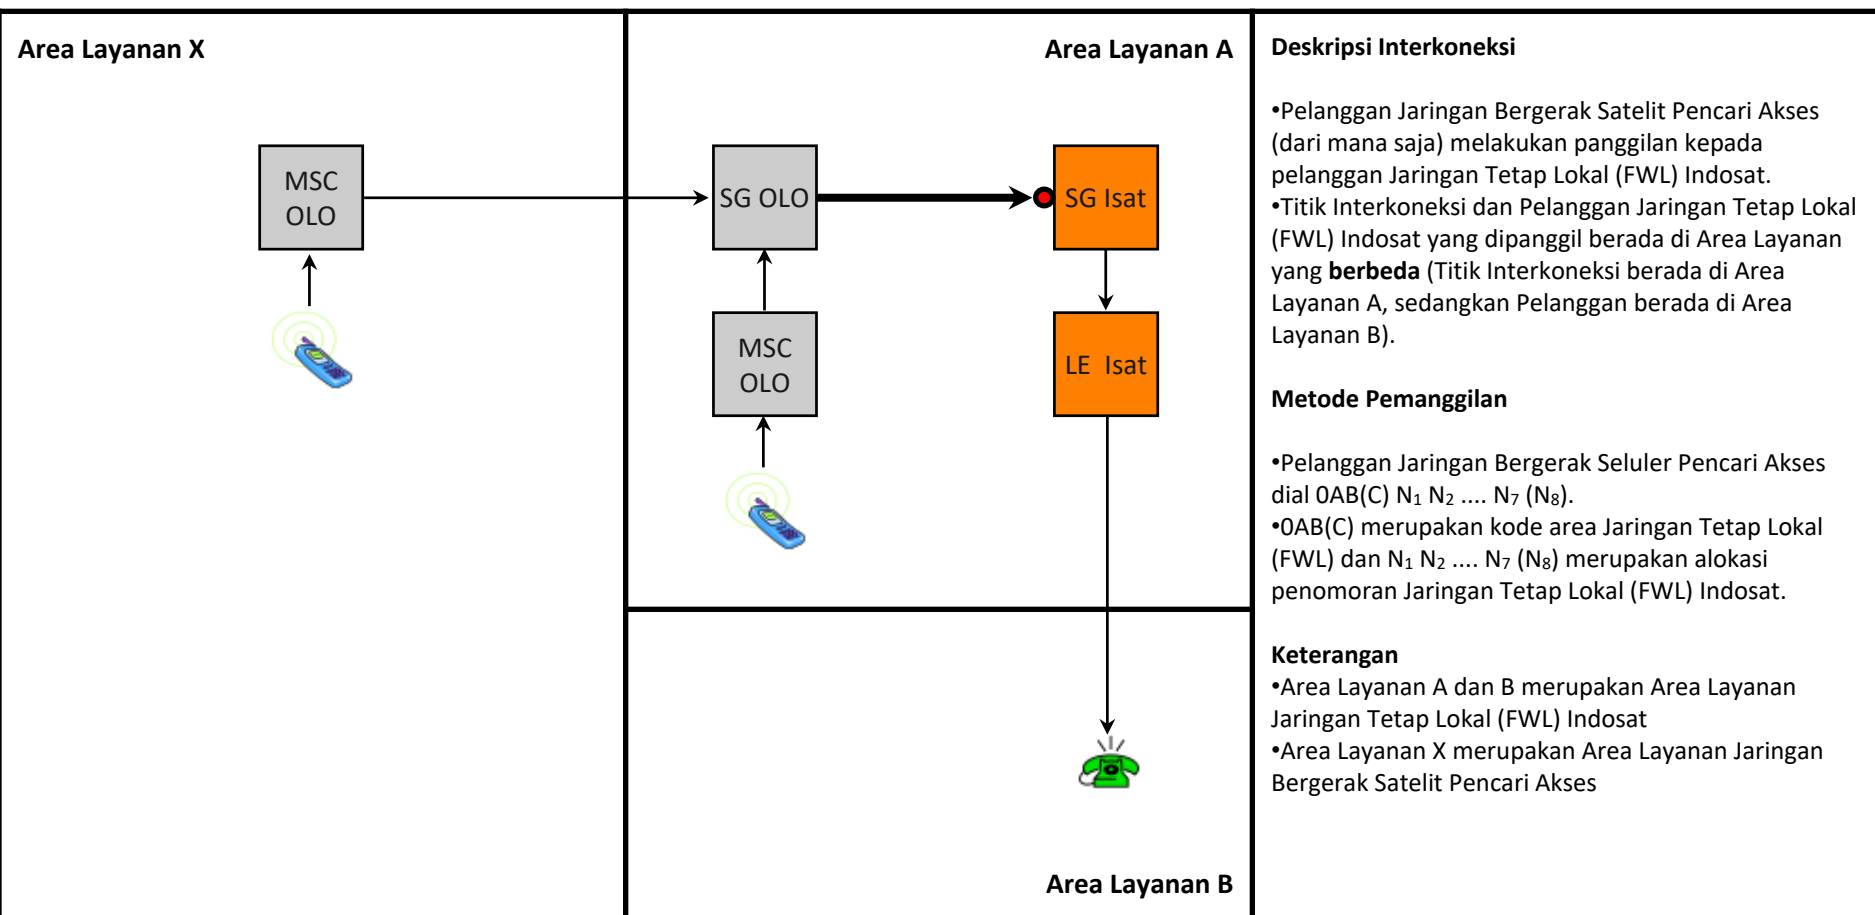 Area Layanan X
Area Layanan A
MSC
OLO
SG OLO
SG Isat
MSC
OLO
LE Isat
Area Layanan B
Deskripsi Interkoneksi
•Pelanggan Jaringan Bergerak Satelit Pencari Akses
(dari mana saja) melakukan panggilan kepada
pelanggan Jaringan Tetap Lokal (FWL) Indosat.
•Titik Interkoneksi dan Pelanggan Jaringan Tetap Lokal
(FWL) Indosat yang dipanggil berada di Area Layanan
yang berbeda (Titik Interkoneksi berada di Area
Layanan A, sedangkan Pelanggan berada di Area
Layanan B).
Metode Pemanggilan
•Pelanggan Jaringan Bergerak Seluler Pencari Akses
dial 0AB(C) N₁ N₂ .... N₇ (N₈).
•0AB(C) merupakan kode area Jaringan Tetap Lokal
(FWL) dan N₁ N₂ .... N₇ (N₈) merupakan alokasi
penomoran Jaringan Tetap Lokal (FWL) Indosat.
Keterangan
•Area Layanan A dan B merupakan Area Layanan
Jaringan Tetap Lokal (FWL) Indosat
•Area Layanan X merupakan Area Layanan Jaringan
Bergerak Satelit Pencari Akses